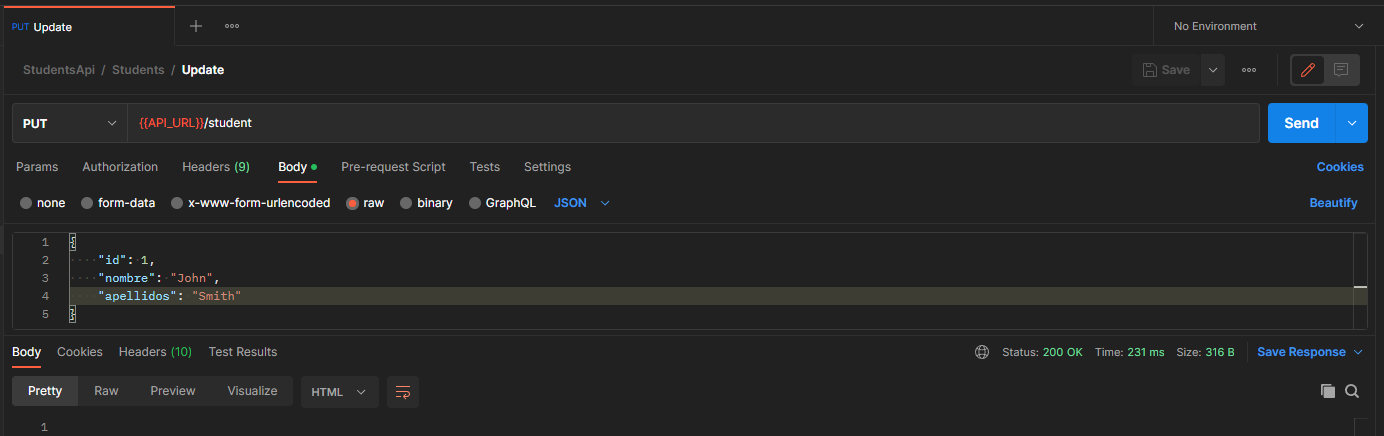 PUT Update
No Environment
StudentsApi / Students / Update
Save
PUT {{API_URL}}/student Send
Params Authorization Headers (9) Body Pre-request Script Tests Settings Cookies
none form-data x-www-form-urlencoded raw binary GraphQL JSON Beautify
1 {
2 "id": 1,
3 "nombre": "John",
4 "apellidos": "Smith"
5 }
Body Cookies Headers (10) Test Results Status: 200 OK Time: 231 ms Size: 316 B Save Response
Pretty Raw Preview Visualize HTML
1